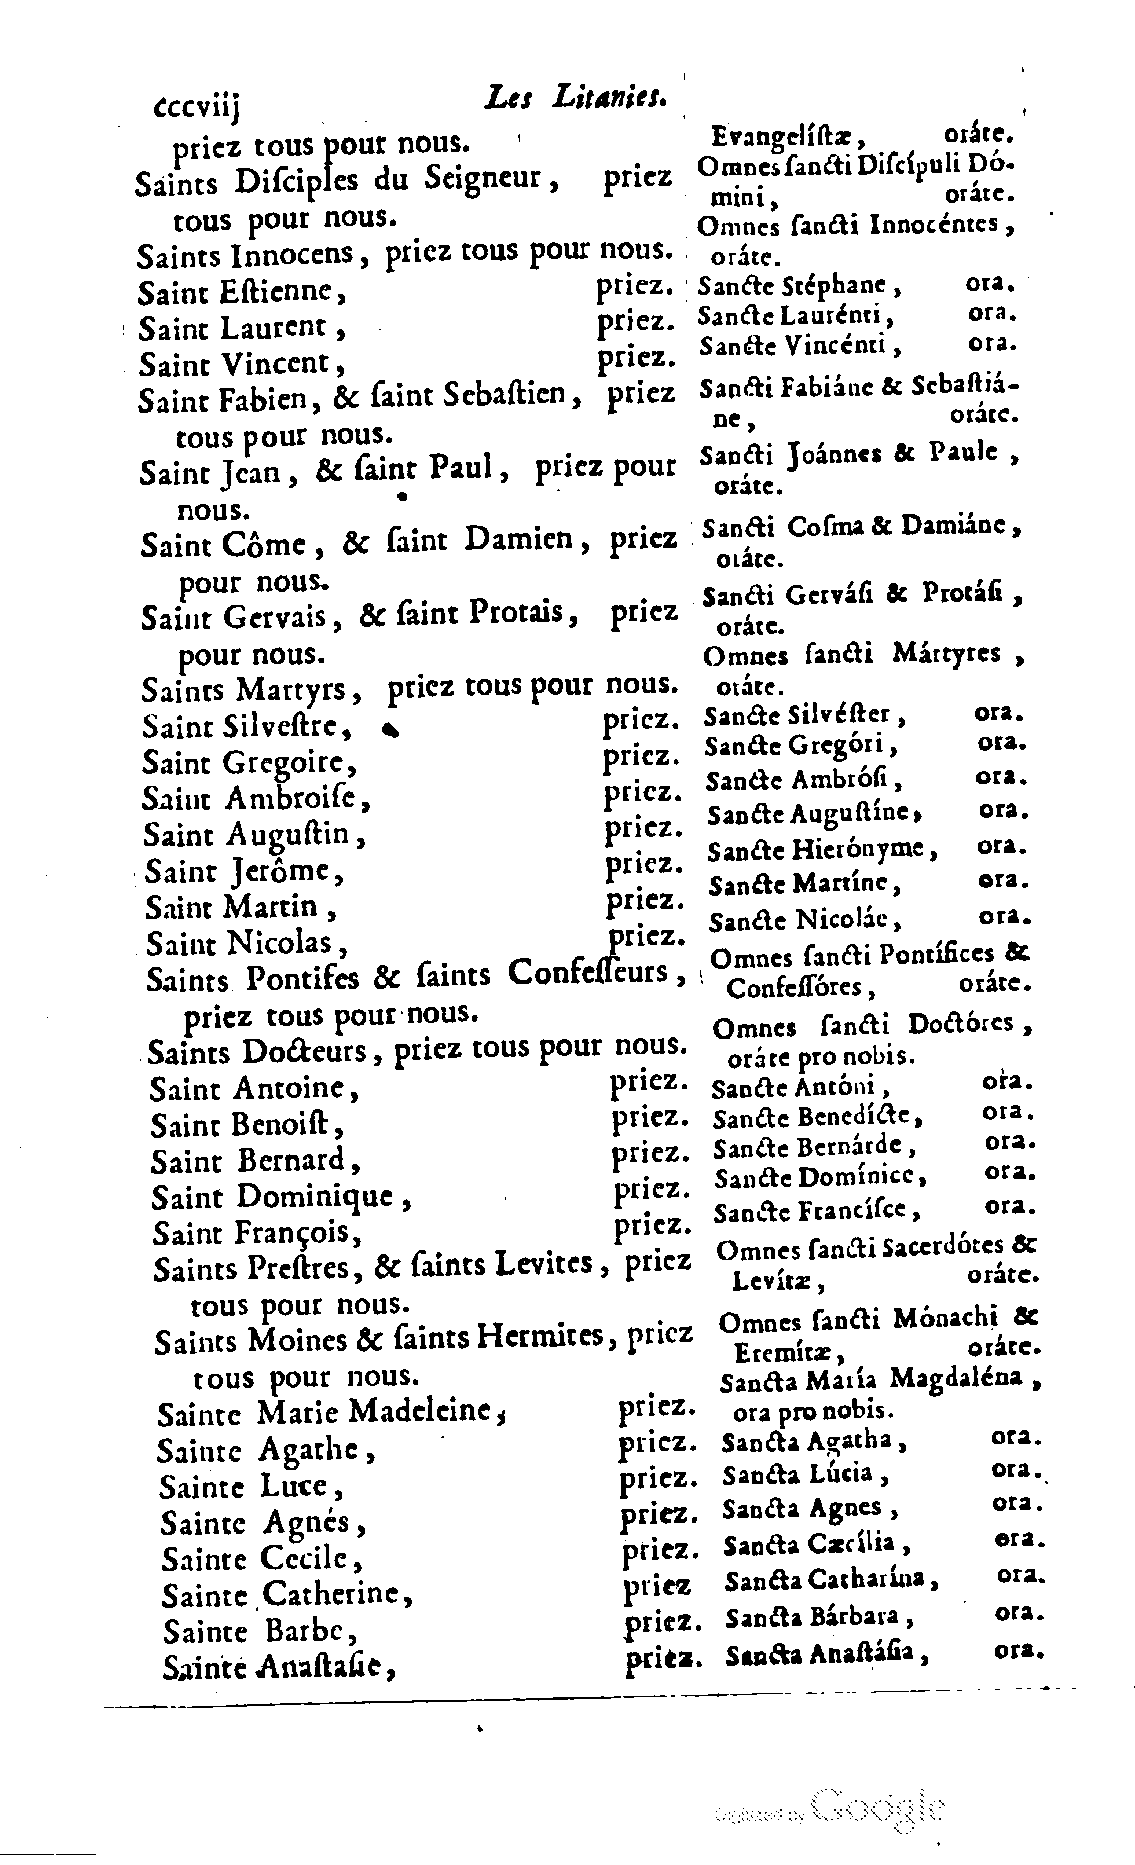 cccviij
Les Litanies.
priez tous pour nous.
Saints Diſciples du Seigneur, priez
tous pour nous.
Saints Innocens, priez tous pour nous.
Saint Eſtienne, priez.
Saint Laurent, priez.
Saint Vincent, priez.
Saint Fabien, & ſaint Sebaſtien, priez
tous pour nous.
Saint Jean, & ſaint Paul, priez pour
nous.
Saint Côme, & ſaint Damien, priez
pour nous.
Saint Gervais, & ſaint Protais, priez
pour nous.
Saints Martyrs, priez tous pour nous.
Saint Silveſtre, priez.
Saint Gregoire, priez.
Saint Ambroiſe, priez.
Saint Auguſtin, priez.
Saint Jerôme, priez.
Saint Martin, priez.
Saint Nicolas, priez.
Saints Pontifes & ſaints Confeſſeurs,
priez tous pour nous.
Saints Docteurs, priez tous pour nous.
Saint Antoine, priez.
Saint Benoiſt, priez.
Saint Bernard, priez.
Saint Dominique, priez.
Saint François, priez.
Saints Preſtres, & ſaints Levites, priez
tous pour nous.
Saints Moines & ſaints Hermites, priez
tous pour nous.
Sainte Marie Madeleine, priez.
Sainte Agathe, priez.
Sainte Luce, priez.
Sainte Agnés, priez.
Sainte Cecile, priez.
Sainte Catherine, priez
Sainte Barbe, priez.
Sainte Anaſtaſie, priez.
Evangelíſtæ, oráte.
Omnes ſancti Diſcípuli Dó-
mini, oráte.
Omnes ſancti Innocéntes,
oráte.
Sancte Stéphane, ora.
Sancte Laurénti, ora.
Sancte Vincénti, ora.
Sancti Fabiáne & Sebaſtiá-
ne, oráte.
Sancti Joánnes & Paule,
oráte.
Sancti Coſma & Damiáne,
oráte.
Sancti Gerváſi & Protáſi,
oráte.
Omnes ſancti Mártyres,
oráte.
Sancte Silvéſter, ora.
Sancte Gregóri, ora.
Sancte Ambróſi, ora.
Sancte Auguſtíne, ora.
Sancte Hierónyme, ora.
Sancte Martíne, ora.
Sancte Nicoláe, ora.
Omnes ſancti Pontífices &
Confeſſóres, oráte.
Omnes ſancti Doctóres,
oráte pro nobis.
Sancte Antóni, ora.
Sancte Benedícte, ora.
Sancte Bernárde, ora.
Sancte Domínice, ora.
Sancte Francíſce, ora.
Omnes ſancti Sacerdótes &
Levítæ, oráte.
Omnes ſancti Mónachi &
Eremítæ, oráte.
Sancta María Magdaléna,
ora pro nobis.
Sancta Agatha, ora.
Sancta Lúcia, ora.
Sancta Agnes, ora.
Sancta Cæcília, ora.
Sancta Catharína, ora.
Sancta Bárbara, ora.
Sancta Anaſtáſia, ora.
Digitized by Google